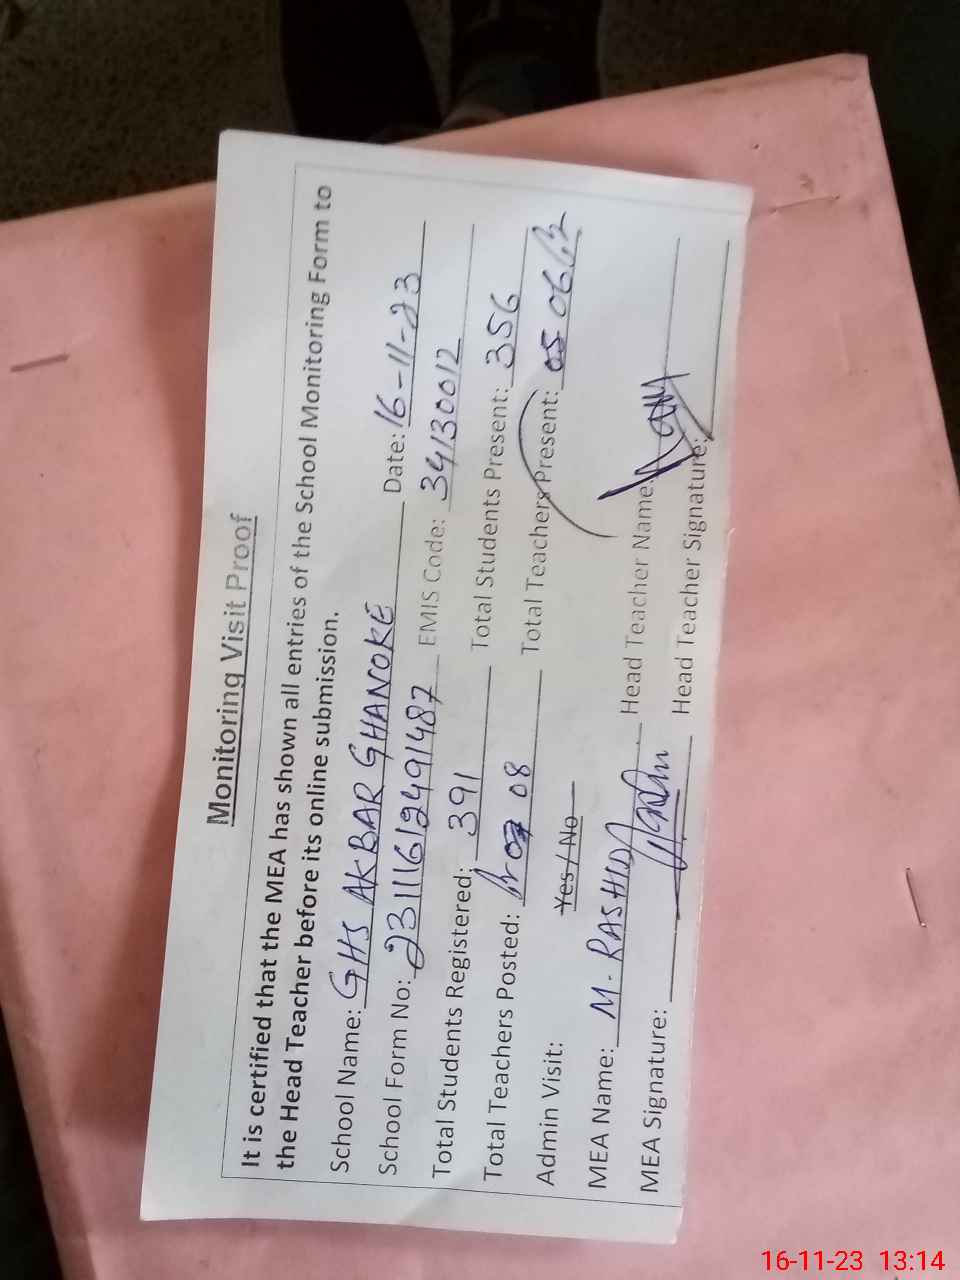 Monitoring Visit Proof
It is certified that the MEA has shown all entries of the School Monitoring Form to
the Head Teacher before its online submission.
School Name: GHS AKBAR GHANOKE Date: 16-11-23
School Form No: 231116129491487 EMIS Code: 34130012
Total Students Registered: 391 Total Students Present: 356
Total Teachers Posted: 08 Total Teachers Present: 05 06
Admin Visit: Yes / No
MEA Name: M. RASHID Head Teacher Name:
MEA Signature: Head Teacher Signature:
16-11-23 13:14